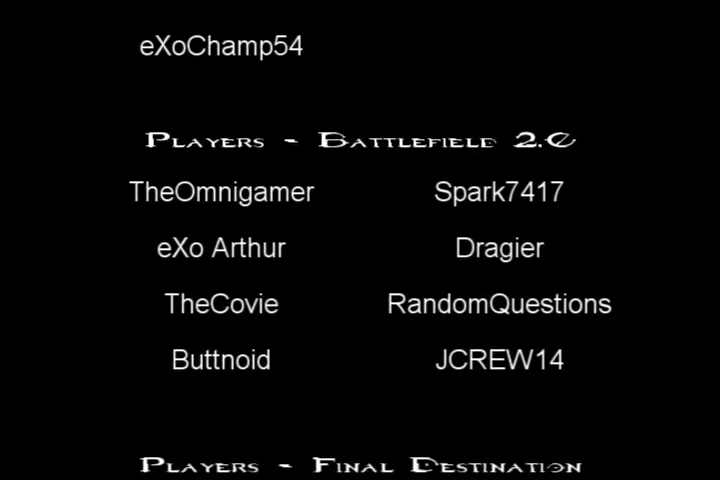 eXoChamp54
Players - Battlefield 2.0
TheOmnigamer Spark7417
eXo Arthur Dragier
TheCovie RandomQuestions
Buttnoid JCREW14
Players - Final Destination